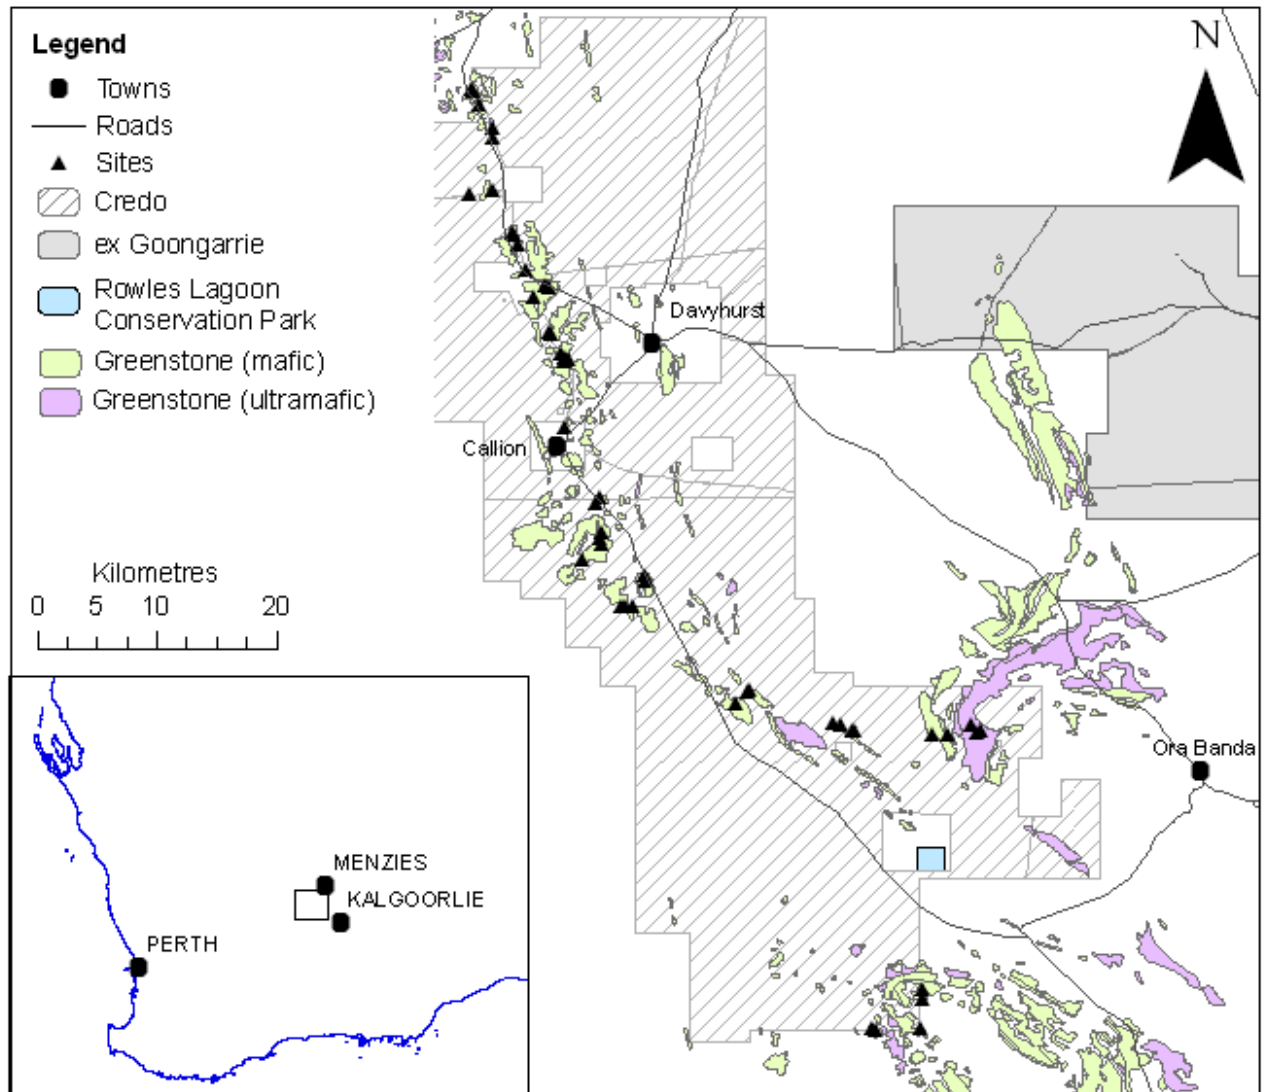 Legend
Towns
Roads
Sites
Credo
ex Goongarrie
Rowles Lagoon
Conservation Park
Greenstone (mafic)
Greenstone (ultramafic)
Kilometres
0 5 10 20
N
Davyhurst
Callion
Ora Banda
MENZIES
KALGOORLIE
PERTH